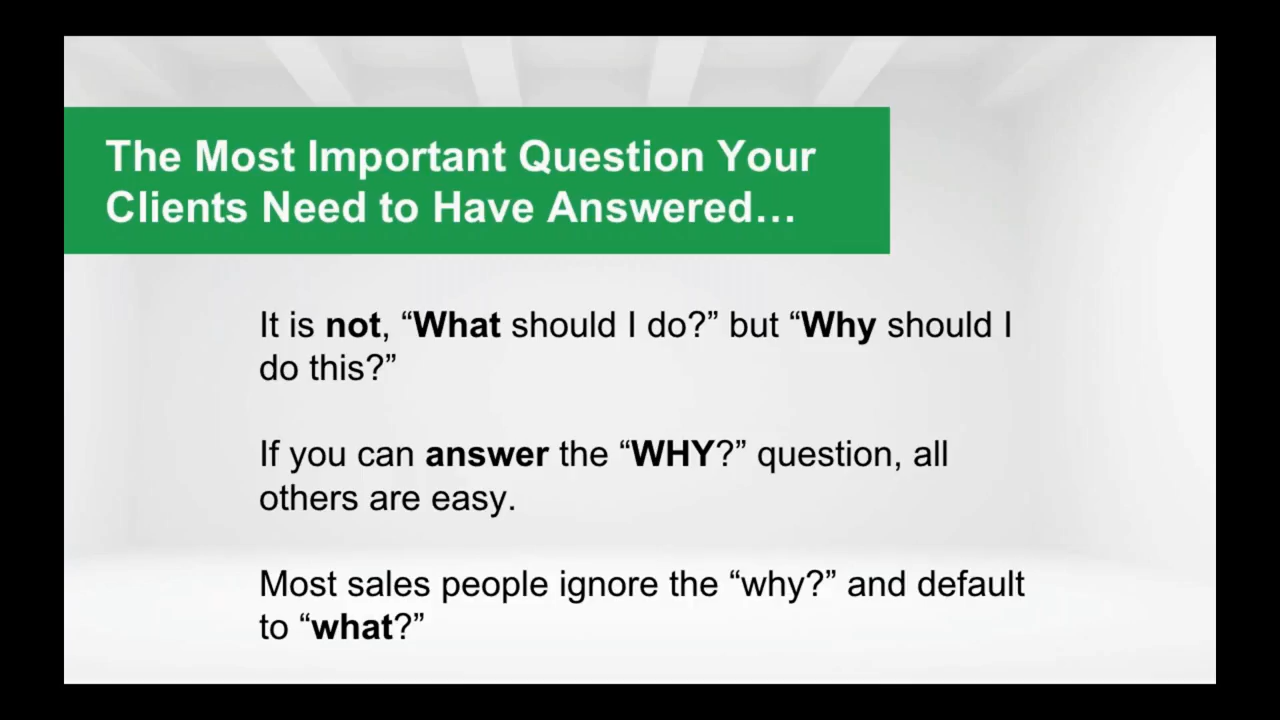 The Most Important Question Your
Clients Need to Have Answered…
It is not, “What should I do?” but “Why should I
do this?”
If you can answer the “WHY?” question, all
others are easy.
Most sales people ignore the “why?” and default
to “what?”